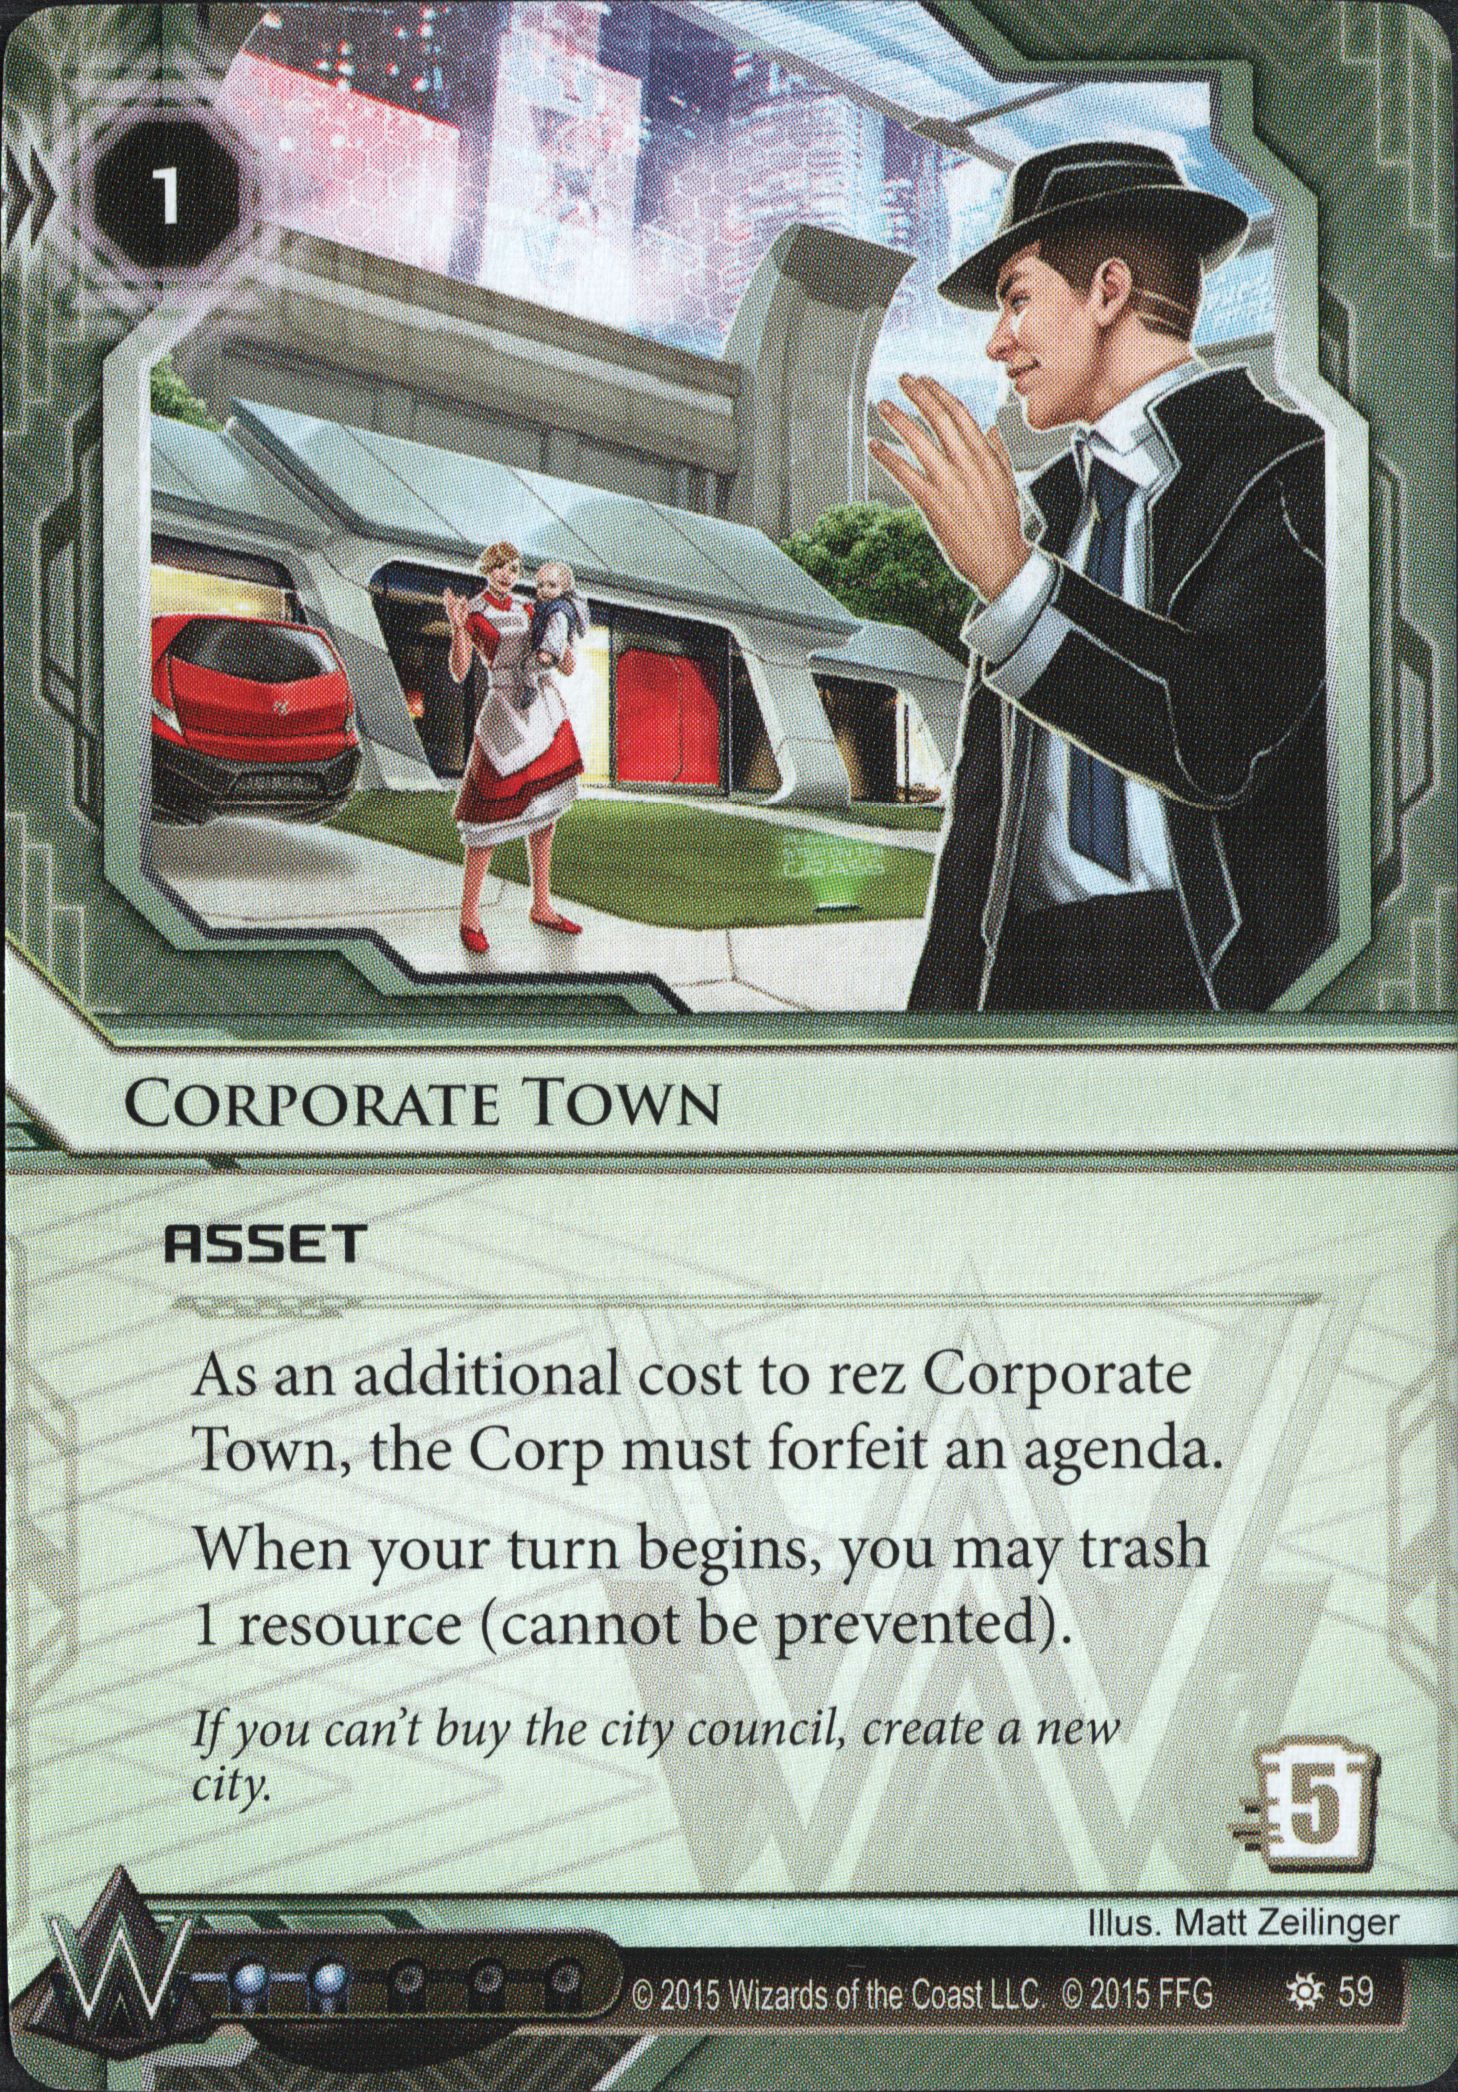 1
CORPORATE TOWN
ASSET
As an additional cost to rez Corporate
Town, the Corp must forfeit an agenda.
When your turn begins, you may trash
1 resource (cannot be prevented).
If you can't buy the city council, create a new
city.
5
Illus. Matt Zeilinger
W
© 2015 Wizards of the Coast LLC. © 2015 FFG 59